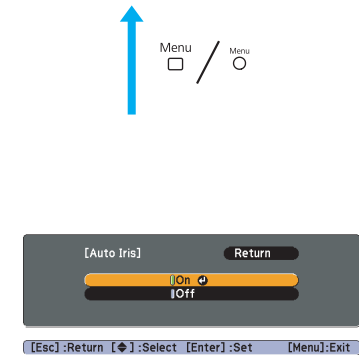 Menu / Menu
[Auto Iris] Return
On
Off
[Esc] :Return [◆] :Select [Enter] :Set [Menu]:Exit